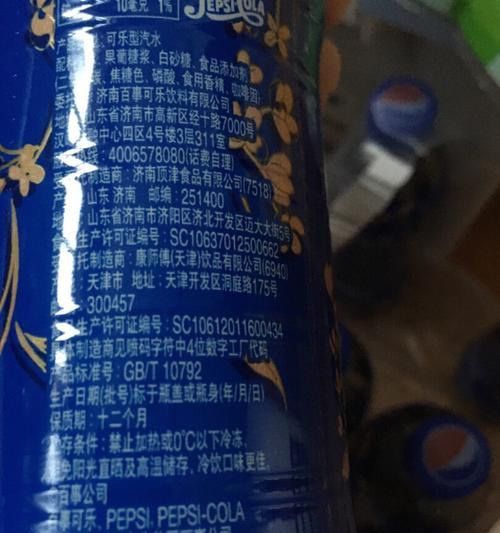 10毫克 1%
PEPSI-COLA
可乐型汽水
果葡糖浆、白砂糖、食品添加剂
焦糖色、磷酸、食用香精、咖啡因)
济南百事可乐饮料有限公司
山东省济南市高新区经十路7000号
中心四区4号楼3层311室
线：4006578080(话费自理)
制造商：济南顶津食品有限公司(7518)
山东 济南 邮编：251400
山东省济南市济阳区济北开发区迈大大街5号
生产许可证编号：SC10637012500662
托制造商：康师傅(天津)饮品有限公司(6940)
天津市 地址：天津开发区洞庭路175号
300457
生产许可证编号：SC10612011600434
体制造商见喷码字符中4位数字工厂代码
品标准号：GB/T 10792
生产日期(批号)标于瓶盖或瓶身(年/月/日)
保质期：十二个月
存条件：禁止加热或0℃以下冷冻，
免阳光直晒及高温储存，冷饮口味更佳。
百事公司
百事可乐、PEPSI, PEPSI-COLA